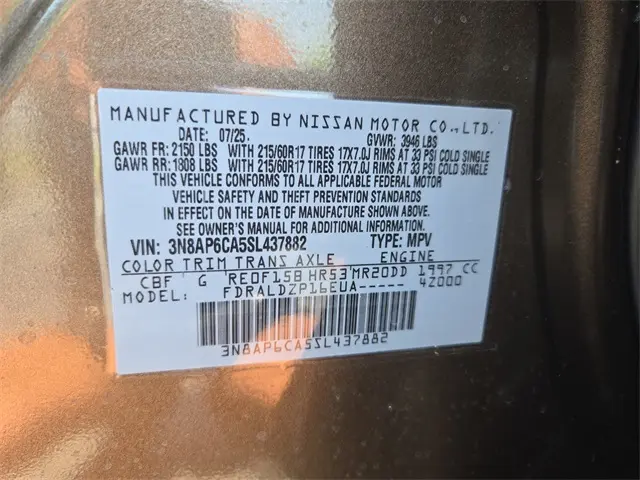 MANUFACTURED BY NISSAN MOTOR CO., LTD.
DATE: 07/25 GVWR: 3946 LBS
GAWR FR: 2150 LBS WITH 215/60R17 TIRES 17X7.0J RIMS AT 33 PSI COLD SINGLE
GAWR RR: 1808 LBS WITH 215/60R17 TIRES 17X7.0J RIMS AT 33 PSI COLD SINGLE
THIS VEHICLE CONFORMS TO ALL APPLICABLE FEDERAL MOTOR
VEHICLE SAFETY AND THEFT PREVENTION STANDARDS
IN EFFECT ON THE DATE OF MANUFACTURE SHOWN ABOVE.
SEE OWNER'S MANUAL FOR ADDITIONAL INFORMATION.
VIN: 3N8AP6CA5SL437882 TYPE: MPV
COLOR TRIM TRANS AXLE ENGINE
CBF G RE0F15B HR53 MR20DD 1997 CC
MODEL: FDRALDZP16EUA----- 4Z000
3N8AP6CA5SL437882